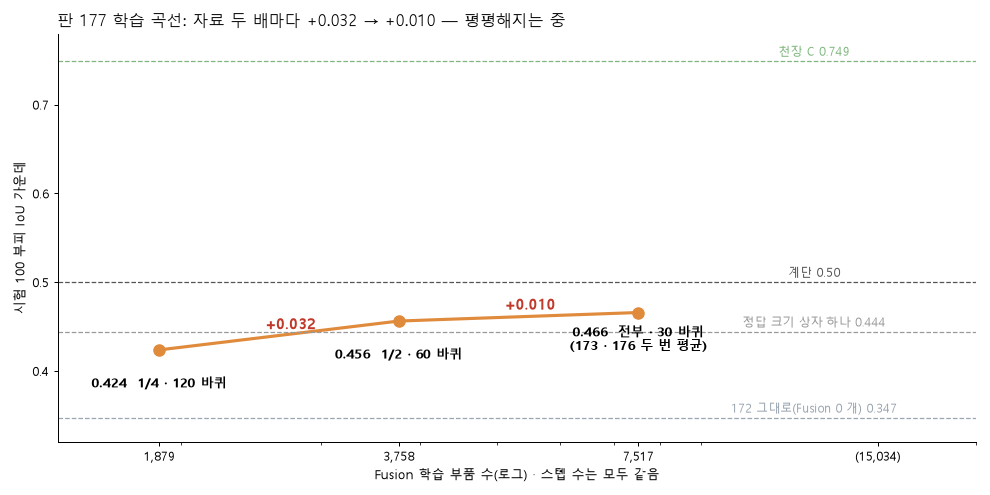 판 177 학습 곡선: 자료 두 배마다 +0.032 → +0.010 — 평평해지는 중
천장 C 0.749
0.7
0.6
시험 100 부피 IoU 가운데
계단 0.50
0.5
+0.010
+0.032
정답 크기 상자 하나 0.444
0.466 전부 · 30 바퀴
(173 · 176 두 번 평균)
0.456 1/2 · 60 바퀴
0.4
0.424 1/4 · 120 바퀴
172 그대로(Fusion 0 개) 0.347
1,879
3,758
7,517
(15,034)
Fusion 학습 부품 수(로그) · 스텝 수는 모두 같음